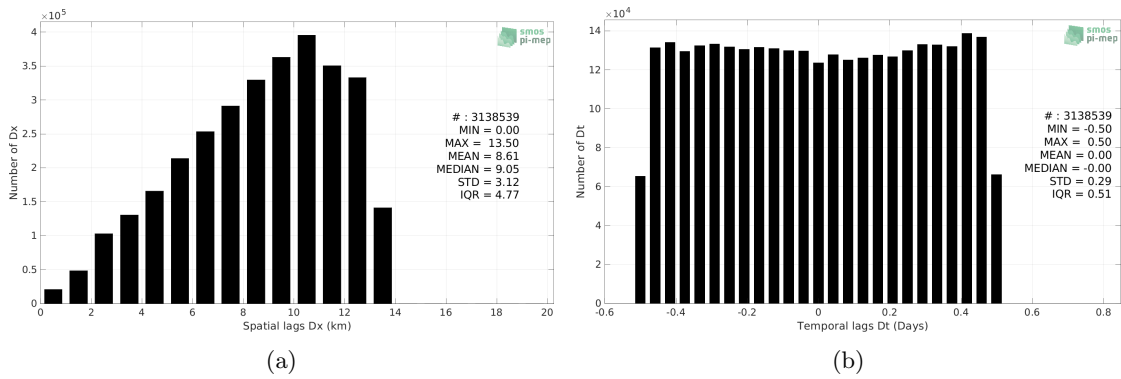 ×10⁵
4
3.5
3
2.5
2
1.5
1
0.5
0
Number of Dx
smos
pi-mep
# : 3138539
MIN = 0.00
MAX = 13.50
MEAN = 8.61
MEDIAN = 9.05
STD = 3.12
IQR = 4.77
0 2 4 6 8 10 12 14 16 18 20
Spatial lags Dx (km)
(a)
×10⁴
14
12
10
8
6
4
2
0
Number of Dt
smos
pi-mep
# : 3138539
MIN = -0.50
MAX = 0.50
MEAN = 0.00
MEDIAN = -0.00
STD = 0.29
IQR = 0.51
-0.6 -0.4 -0.2 0 0.2 0.4 0.6 0.8
Temporal lags Dt (Days)
(b)